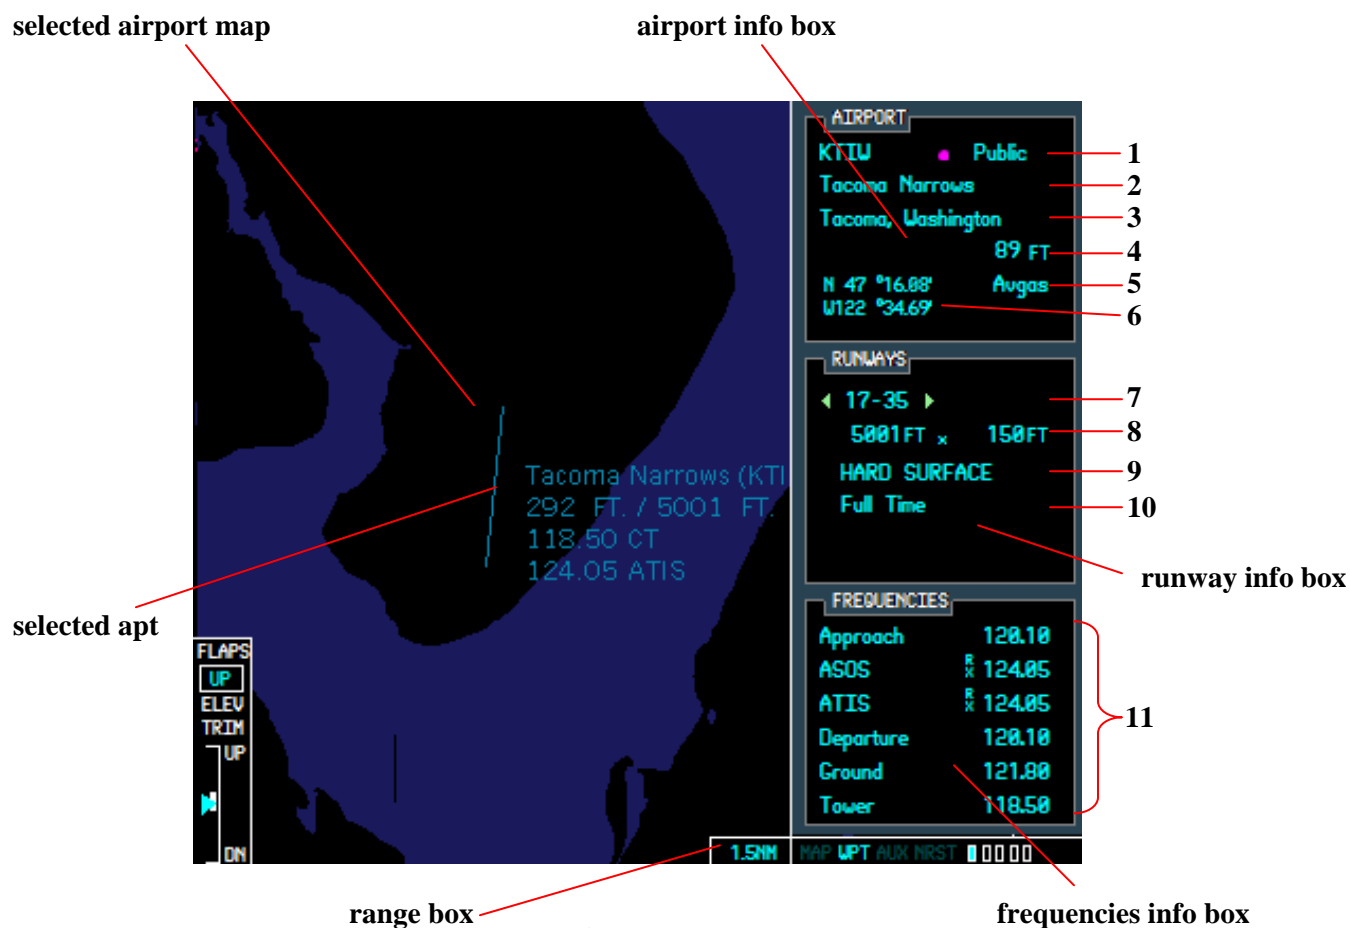 selected airport map
airport info box
AIRPORT
KTIW Public 1
Tacoma Narrows 2
Tacoma, Washington 3
89 FT 4
N 47 °16.08' Avgas 5
W122 °34.69' 6
RUNWAYS
17-35 7
5001 FT x 150 FT 8
HARD SURFACE 9
Full Time 10
runway info box
Tacoma Narrows (KTI
292 FT. / 5001 FT.
118.50 CT
124.05 ATIS
selected apt
FREQUENCIES
Approach 120.10
ASOS RX 124.05
ATIS RX 124.05
Departure 120.10
Ground 121.80
Tower 118.50
11
FLAPS
UP
ELEV
TRIM
UP
DN
1.5NM MAP WPT AUX NRST
range box
frequencies info box